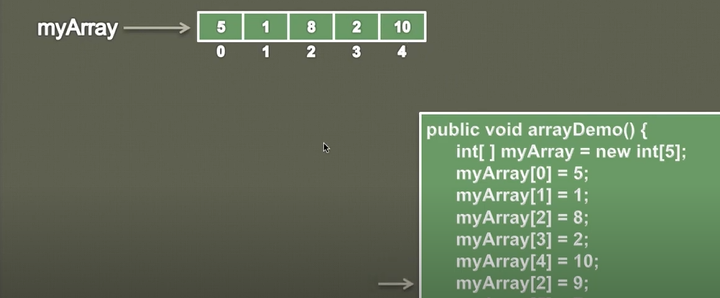 myArray
5 1 8 2 10
0 1 2 3 4
public void arrayDemo() {
int[ ] myArray = new int[5];
myArray[0] = 5;
myArray[1] = 1;
myArray[2] = 8;
myArray[3] = 2;
myArray[4] = 10;
myArray[2] = 9;